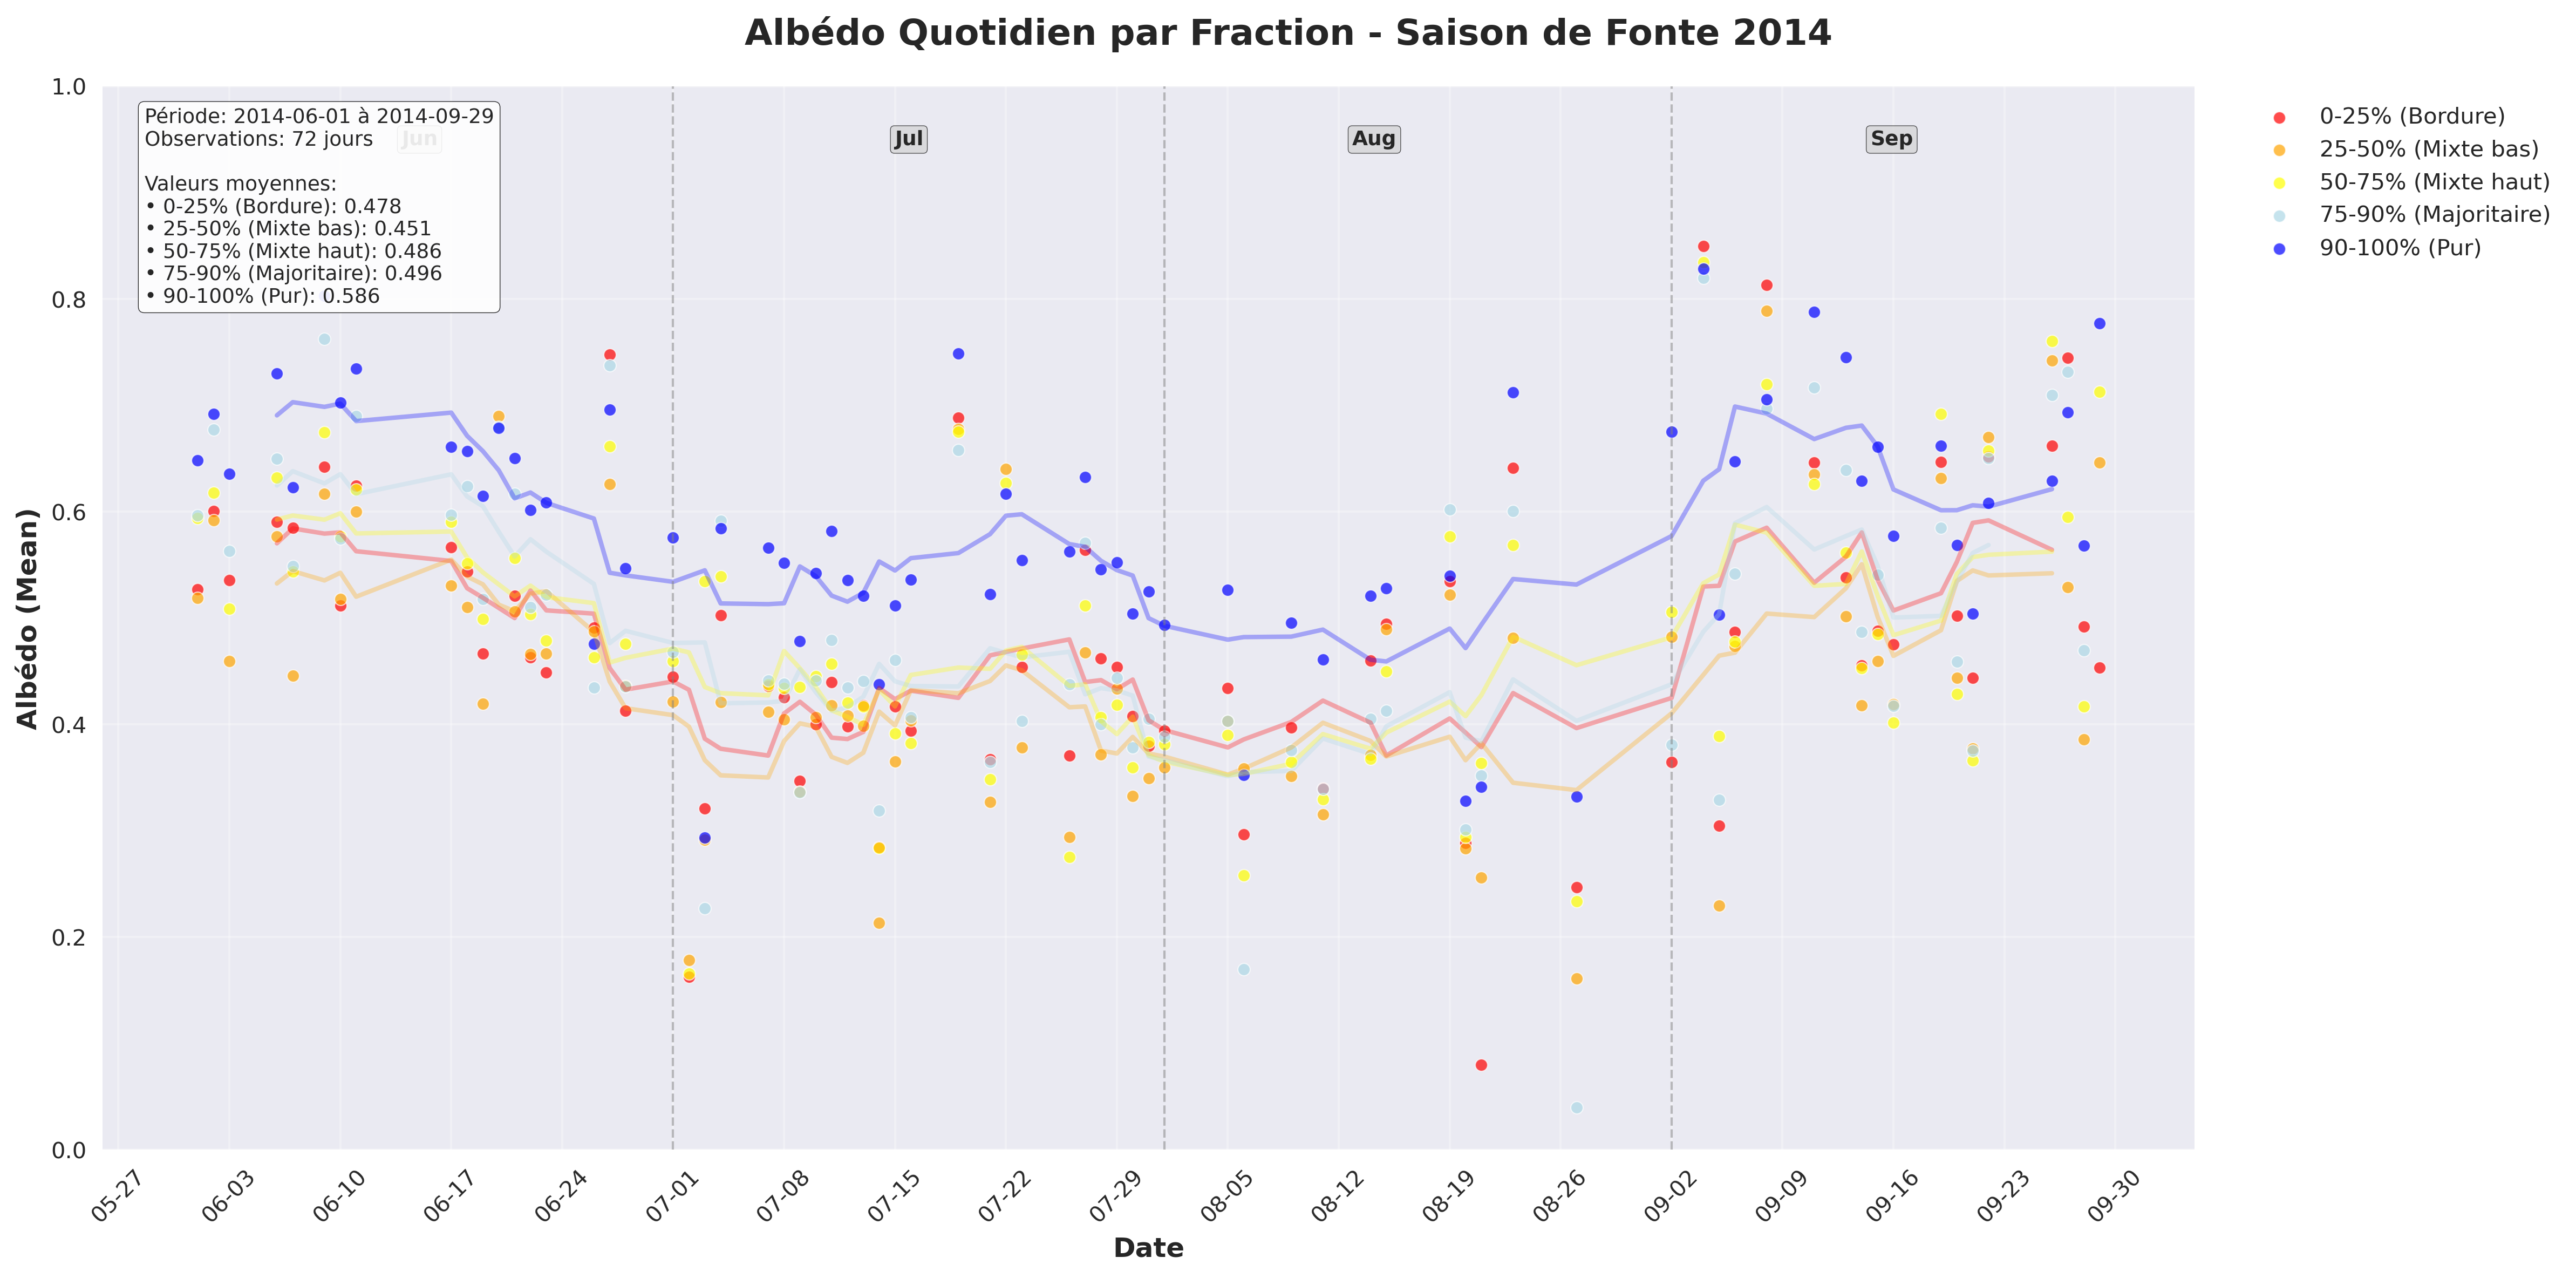 Albédo Quotidien par Fraction - Saison de Fonte 2014
Période: 2014-06-01 à 2014-09-29
Observations: 72 jours
Valeurs moyennes:
• 0-25% (Bordure): 0.478
• 25-50% (Mixte bas): 0.451
• 50-75% (Mixte haut): 0.486
• 75-90% (Majoritaire): 0.496
• 90-100% (Pur): 0.586
Jun
Jul
Aug
Sep
0-25% (Bordure)
25-50% (Mixte bas)
50-75% (Mixte haut)
75-90% (Majoritaire)
90-100% (Pur)
Albédo (Mean)
1.0
0.8
0.6
0.4
0.2
0.0
05-27
06-03
06-10
06-17
06-24
07-01
07-08
07-15
07-22
07-29
08-05
08-12
08-19
08-26
09-02
09-09
09-16
09-23
09-30
Date